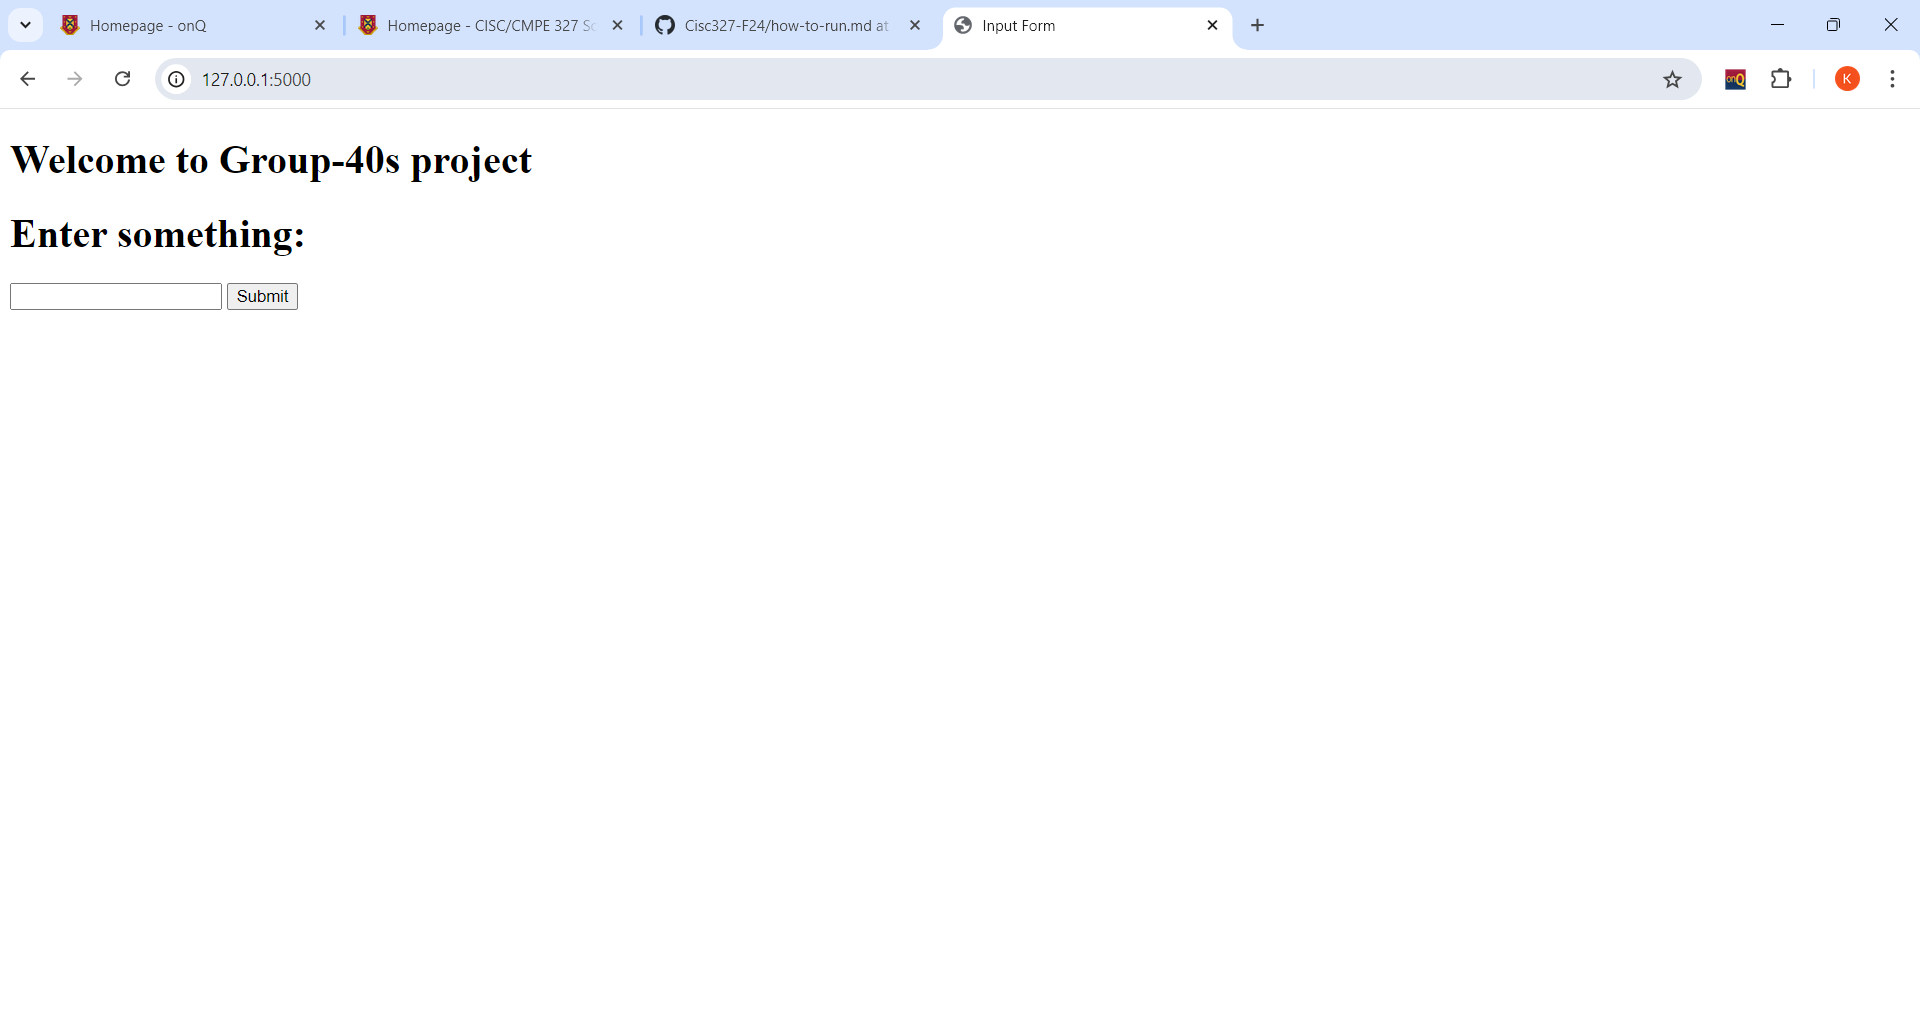 Homepage - onQ
Homepage - CISC/CMPE 327 Sc
Cisc327-F24/how-to-run.md at
Input Form
127.0.0.1:5000
onQ
K
Welcome to Group-40s project
Enter something:
Submit